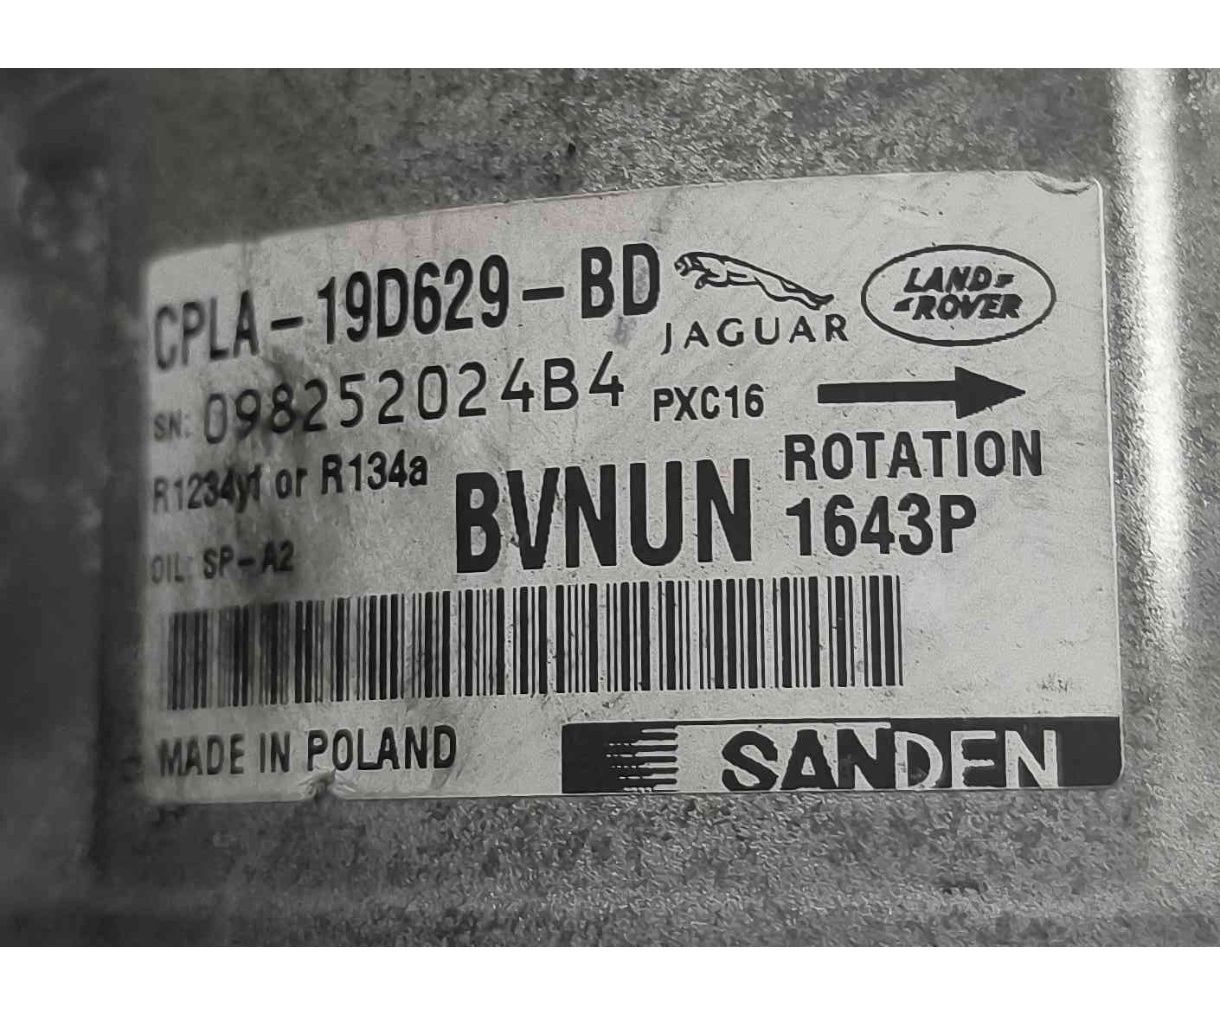 CPLA-19D629-BD
JAGUAR
LAND-
-ROVER
SN: 098252024B4 PXC16
R1234yf or R134a
ROTATION
OIL: SP-A2
BVNUN 1643P
MADE IN POLAND
SANDEN